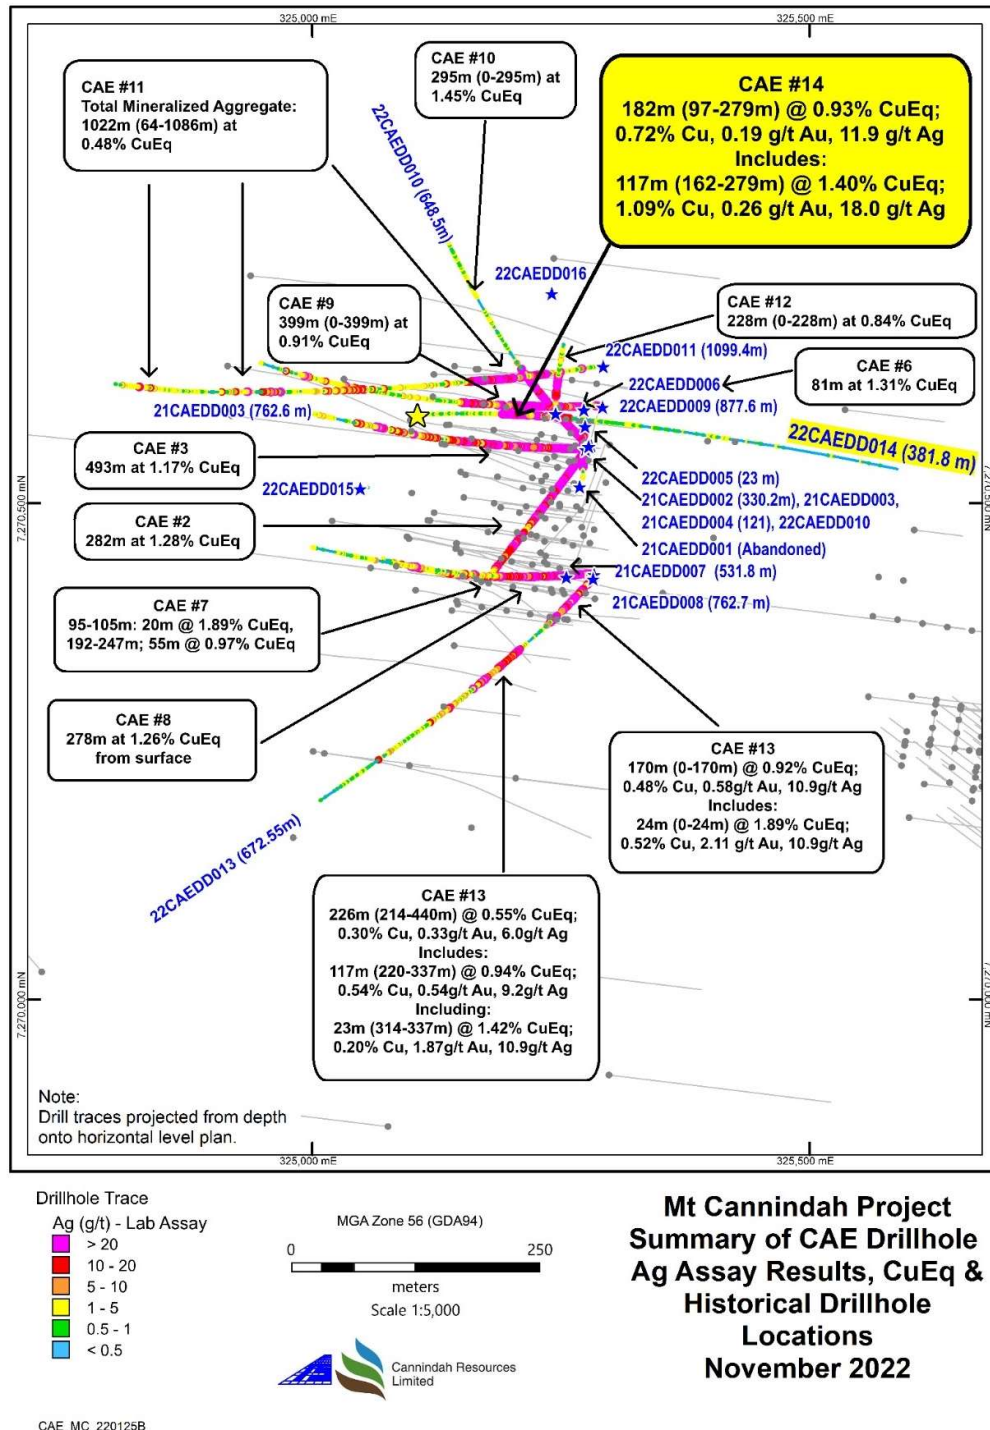 325,000 mE
325,500 mE
CAE #10
295m (0-295m) at
1.45% CuEq
CAE #11
Total Mineralized Aggregate:
1022m (64-1086m) at
0.48% CuEq
CAE #14
182m (97-279m) @ 0.93% CuEq;
0.72% Cu, 0.19 g/t Au, 11.9 g/t Ag
Includes:
117m (162-279m) @ 1.40% CuEq;
1.09% Cu, 0.26 g/t Au, 18.0 g/t Ag
22CAEDD010 (648.5m)
22CAEDD016
CAE #9
399m (0-399m) at
0.91% CuEq
CAE #12
228m (0-228m) at 0.84% CuEq
22CAEDD011 (1099.4m)
CAE #6
81m at 1.31% CuEq
22CAEDD006
22CAEDD009 (877.6 m)
21CAEDD003 (762.6 m)
22CAEDD014 (381.8 m)
CAE #3
493m at 1.17% CuEq
22CAEDD015
22CAEDD005 (23 m)
21CAEDD002 (330.2m), 21CAEDD003,
21CAEDD004 (121), 22CAEDD010
21CAEDD001 (Abandoned)
7,270,500 mN
7,270,500 mN
CAE #2
282m at 1.28% CuEq
21CAEDD007 (531.8 m)
21CAEDD008 (762.7 m)
CAE #7
95-105m: 20m @ 1.89% CuEq,
192-247m; 55m @ 0.97% CuEq
CAE #8
278m at 1.26% CuEq
from surface
CAE #13
170m (0-170m) @ 0.92% CuEq;
0.48% Cu, 0.58g/t Au, 10.9g/t Ag
Includes:
24m (0-24m) @ 1.89% CuEq;
0.52% Cu, 2.11 g/t Au, 10.9g/t Ag
22CAEDD013 (672.55m)
CAE #13
226m (214-440m) @ 0.55% CuEq;
0.30% Cu, 0.33g/t Au, 6.0g/t Ag
Includes:
117m (220-337m) @ 0.94% CuEq;
0.54% Cu, 0.54g/t Au, 9.2g/t Ag
Including:
23m (314-337m) @ 1.42% CuEq;
0.20% Cu, 1.87g/t Au, 10.9g/t Ag
7,270,000 mN
7,270,000 mN
Note:
Drill traces projected from depth
onto horizontal level plan.
325,000 mE
325,500 mE
Drillhole Trace
Ag (g/t) - Lab Assay
> 20
10 - 20
5 - 10
1 - 5
0.5 - 1
< 0.5
MGA Zone 56 (GDA94)
0 250
meters
Scale 1:5,000
Cannindah Resources
Limited
Mt Cannindah Project
Summary of CAE Drillhole
Ag Assay Results, CuEq &
Historical Drillhole
Locations
November 2022
CAE_MC_220125B